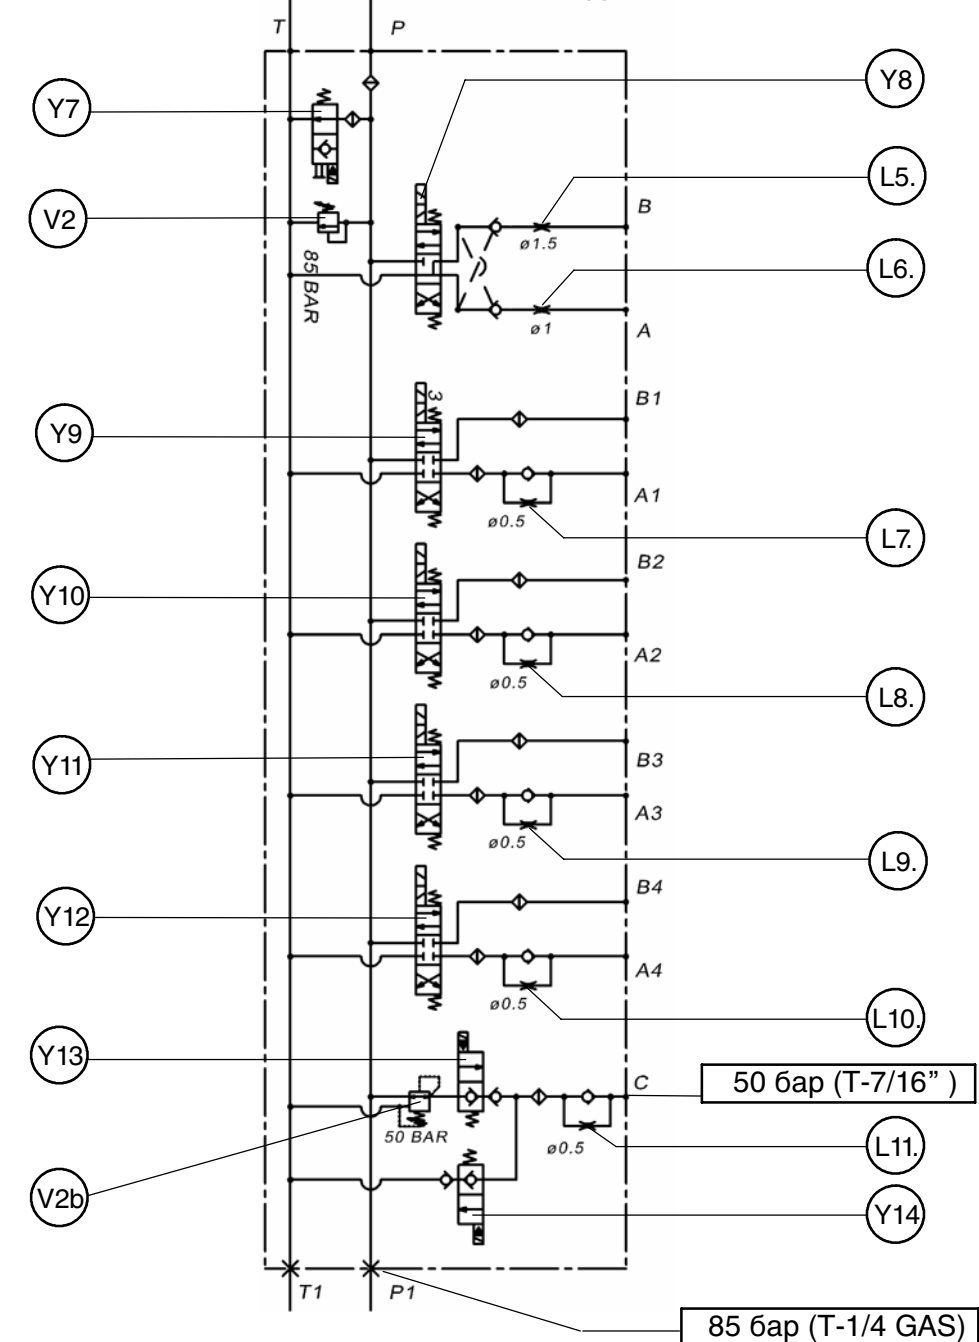 T
P
Y7
Y8
L5.
B
V2
ø1.5
85 BAR
L6.
ø1
A
3
B1
Y9
A1
ø0.5
L7.
B2
Y10
A2
ø0.5
L8.
Y11
B3
A3
ø0.5
L9.
B4
Y12
A4
ø0.5
L10.
Y13
C
50 бар (T-7/16” )
50 BAR
ø0.5
L11.
V2b
Y14
T1
P1
85 бар (T-1/4 GAS)